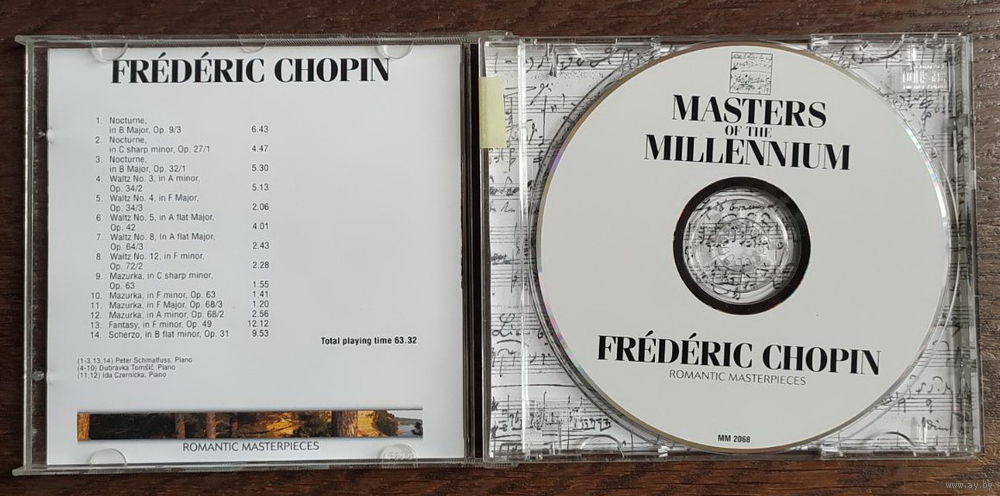 FRÉDÉRIC CHOPIN
1. Nocturne,
in B Major, Op. 9/3 6.43
2. Nocturne,
in C sharp minor, Op. 27/1 4.47
3. Nocturne,
in B Major, Op. 32/1 5.30
4. Waltz No. 3, in A minor,
Op. 34/2 5.13
5. Waltz No. 4, in F Major,
Op. 34/3 2.06
6. Waltz No. 5, in A flat Major,
Op. 42 4.01
7. Waltz No. 8, In A flat Major,
Op. 64/3 2.43
8. Waltz No. 12, in F minor,
Op. 72/2 2.28
9. Mazurka, in C sharp minor,
Op. 63 1.55
10. Mazurka, in F minor, Op. 63 1.41
11. Mazurka, in F Major, Op. 68/3 1.20
12. Mazurka, in A minor, Op. 68/2 2.56
13. Fantasy, in F minor, Op. 49 12.12
14. Scherzo, in B flat minor, Op. 31 9.53
Total playing time 63.32
(1-3,13,14) Peter Schmalfuss, Piano
(4-10) Dubravka Tomšič, Piano
(11,12) Ida Czernicka, Piano
ROMANTIC MASTERPIECES
MASTERS
OF THE
MILLENNIUM
FRÉDÉRIC CHOPIN
ROMANTIC MASTERPIECES
MM 2068
www.ay.by